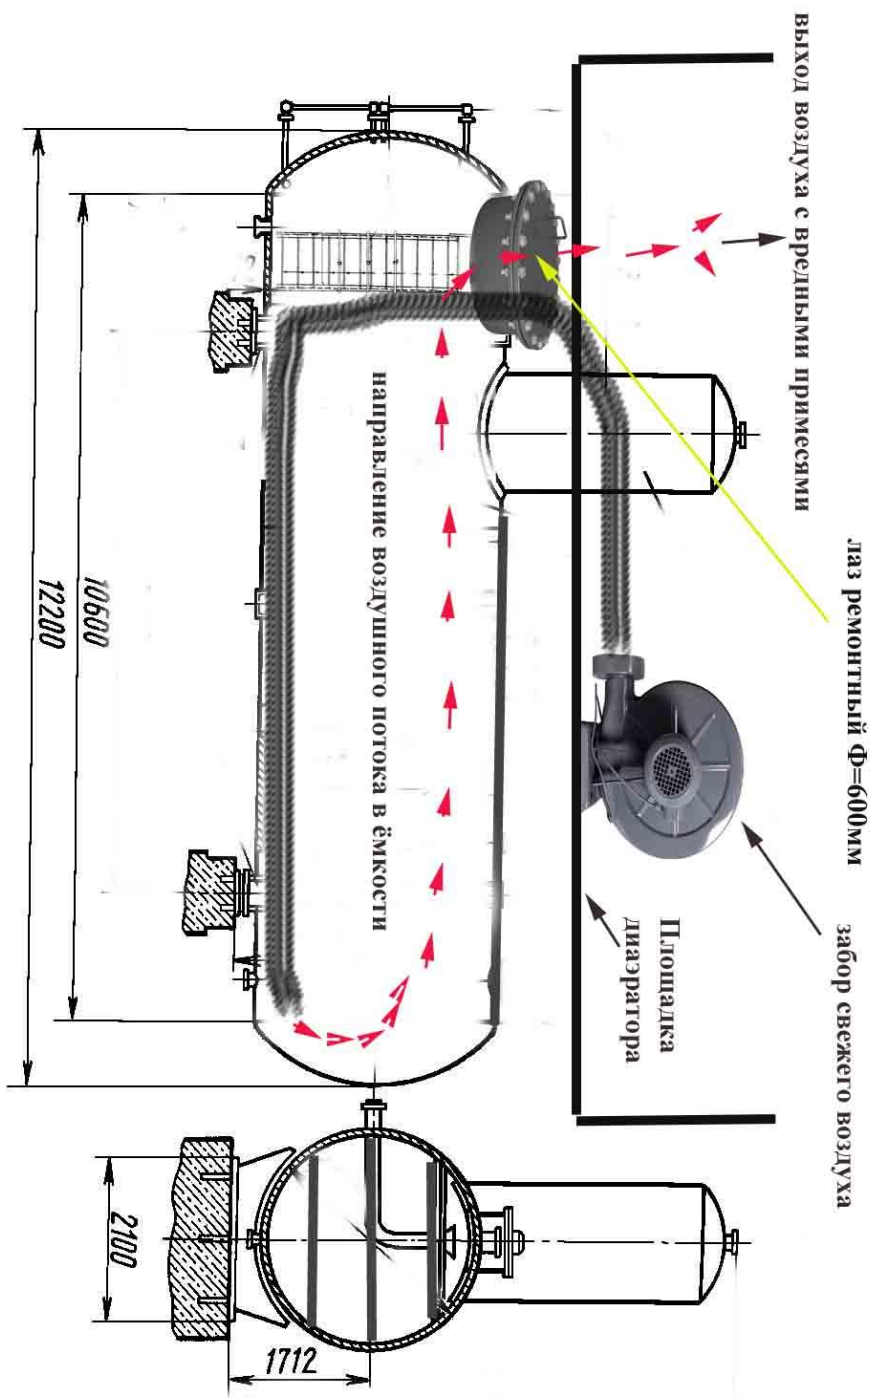 выход воздуха с вредными примесями
лаз ремонтный Ф=600мм
забор свежего воздуха
Площадка
диаэратора
направление воздушного потока в ёмкости
10600
12200
2100
1712